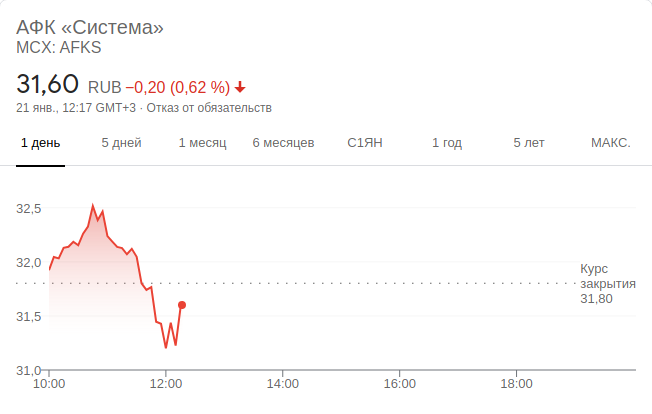 АФК «Система»
MCX: AFKS
31,60 RUB −0,20 (0,62 %)
21 янв., 12:17 GMT+3 · Отказ от обязательств
1 день 5 дней 1 месяц 6 месяцев С1ЯН 1 год 5 лет МАКС.
32,5
32,0
Курс
закрытия
31.80
31,5
31,0
10:00 12:00 14:00 16:00 18:00